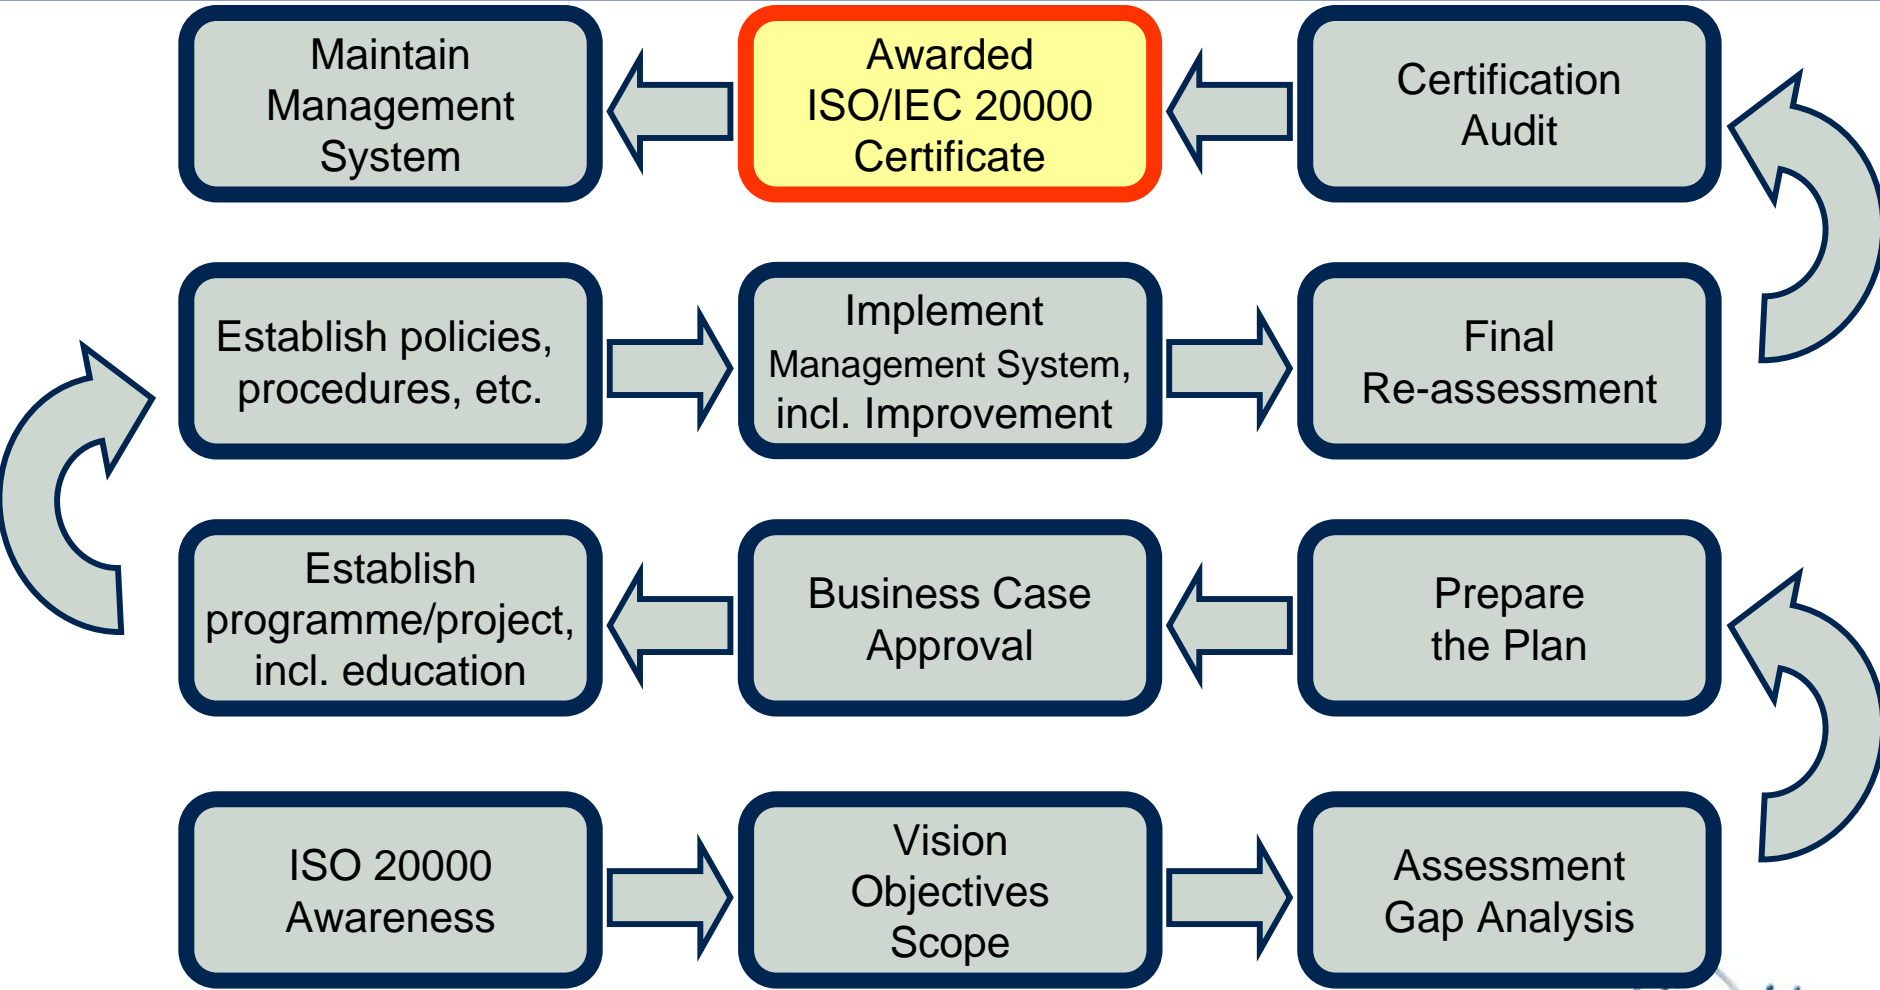 Maintain
Management
System
Awarded
ISO/IEC 20000
Certificate
Certification
Audit
Establish policies,
procedures, etc.
Implement
Management System,
incl. Improvement
Final
Re-assessment
Establish
programme/project,
incl. education
Business Case
Approval
Prepare
the Plan
ISO 20000
Awareness
Vision
Objectives
Scope
Assessment
Gap Analysis